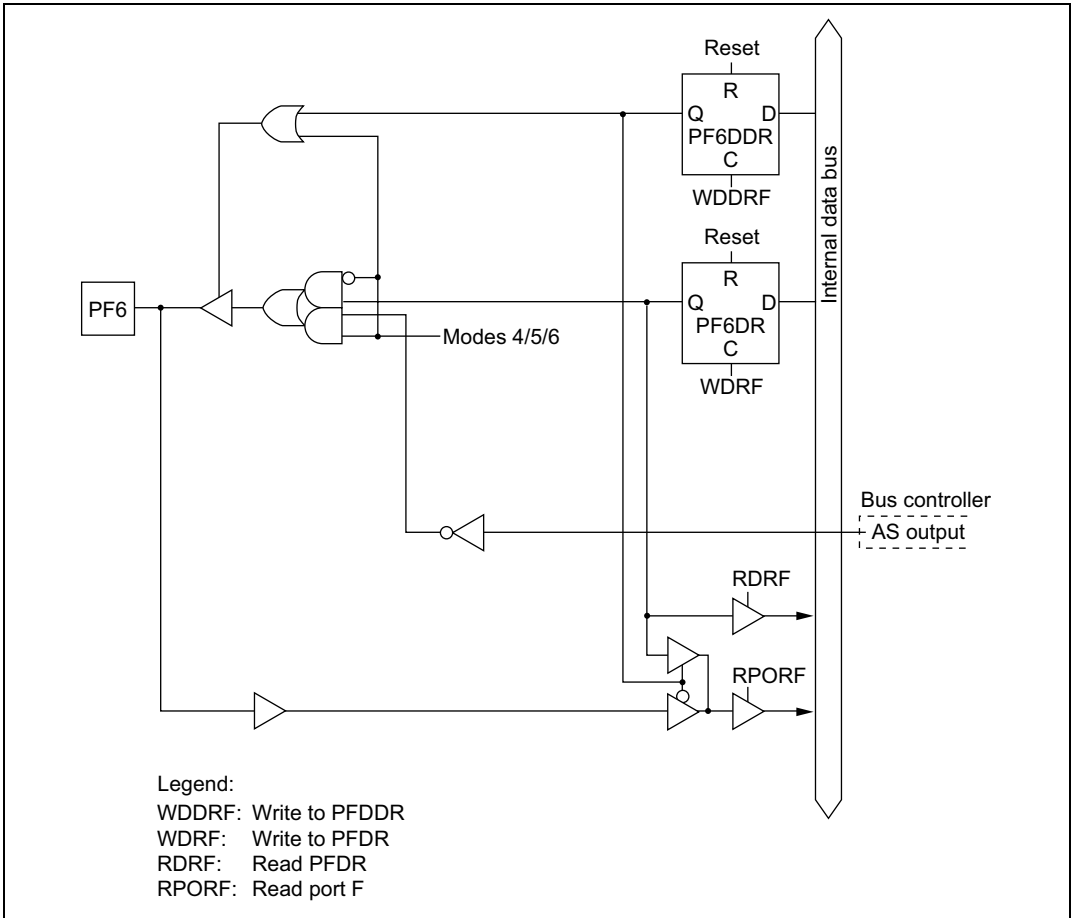 Reset
R
Q D
PF6DDR
C
WDDRF
Reset
R
Q D
PF6DR
C
WDRF
Internal data bus
PF6
Modes 4/5/6
Bus controller
AS output
RDRF
RPORF
Legend:
WDDRF: Write to PFDDR
WDRF: Write to PFDR
RDRF: Read PFDR
RPORF: Read port F